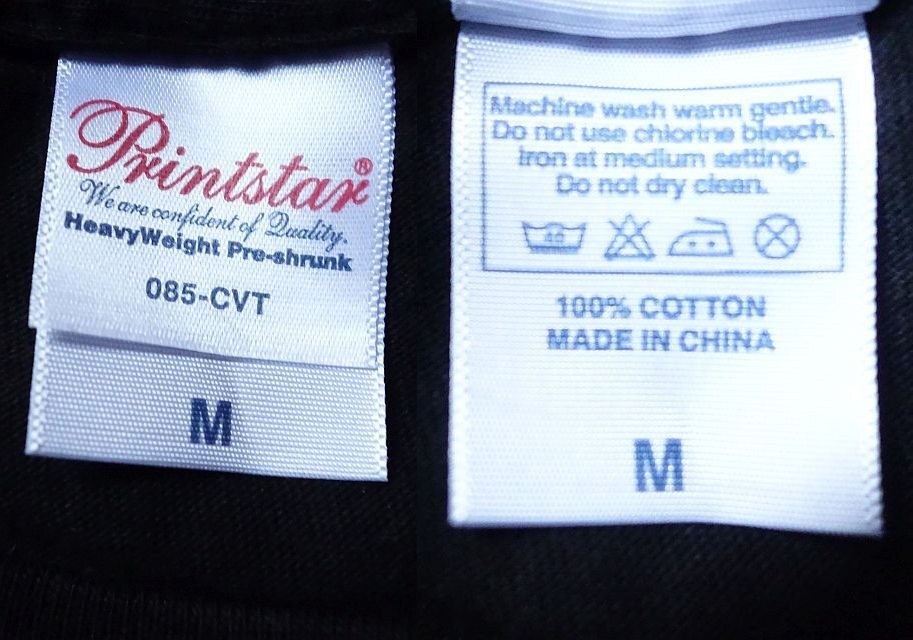 Printstar®
We are confident of Quality.
HeavyWeight Pre-shrunk
085-CVT
M
Machine wash warm gentle.
Do not use chlorine bleach.
Iron at medium setting.
Do not dry clean.
100% COTTON
MADE IN CHINA
M